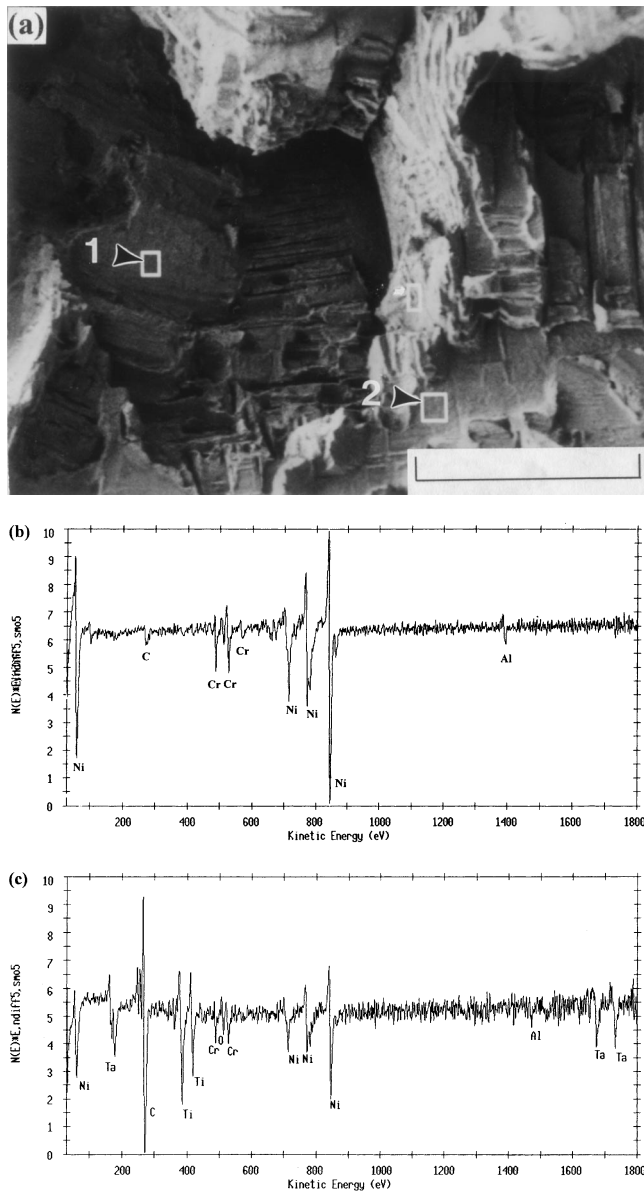 (a)
1
2
(b)
10
9
8
7
6
5
4
3
2
1
0
C
Cr
Cr
Cr
Ni
Ni
Ni
Ni
Al
200 400 600 800 1000 1200 1400 1600 1800
Kinetic Energy (eV)
(c)
10
9
8
7
6
5
4
3
2
1
0
N(E)*E,ndiff5,smo5
Ni
Ta
C
Ti
Ti
Cr
O
Cr
Ni
Ni
Ni
Al
Ta
Ta
200 400 600 800 1000 1200 1400 1600 1800
Kinetic Energy (eV)